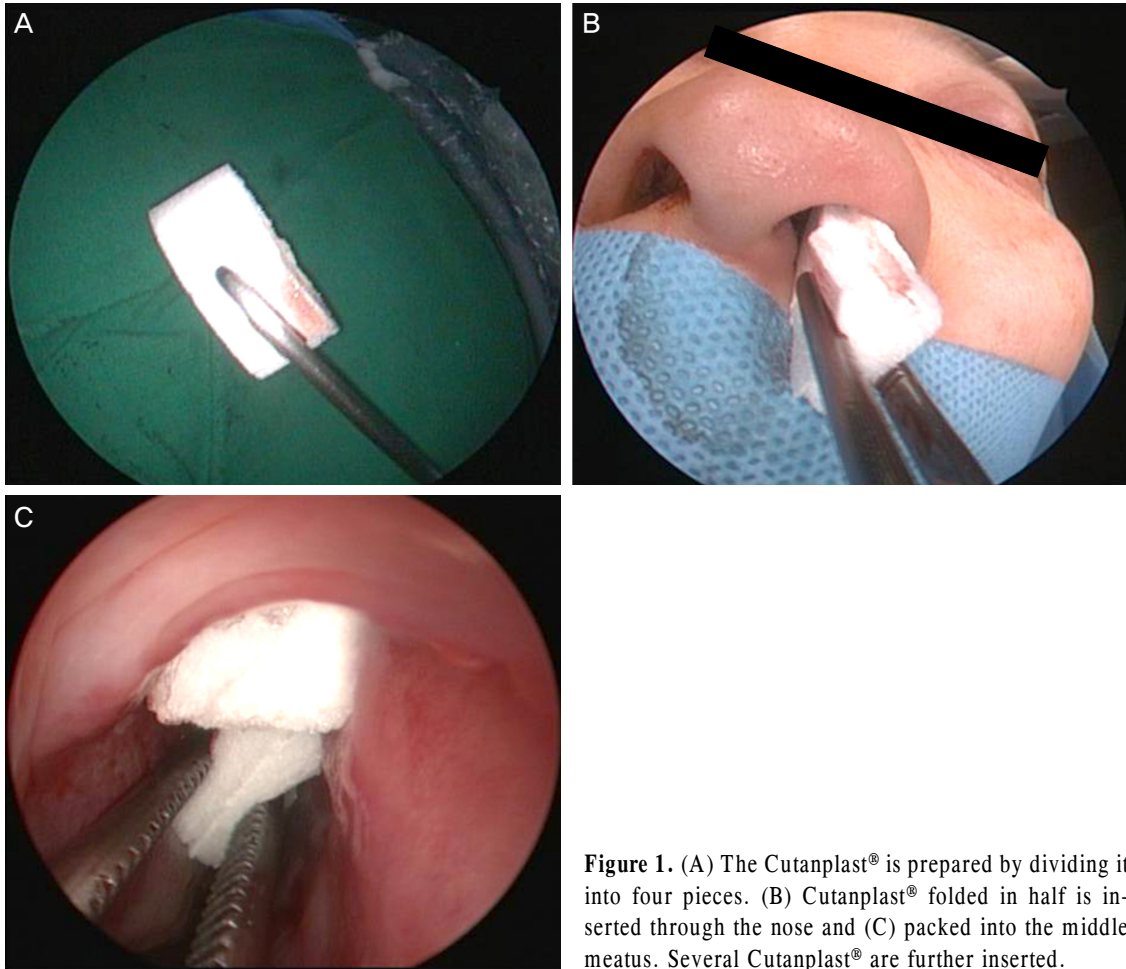 A
B
C
Figure 1. (A) The Cutanplast® is prepared by dividing it
into four pieces. (B) Cutanplast® folded in half is in-
serted through the nose and (C) packed into the middle
meatus. Several Cutanplast® are further inserted.